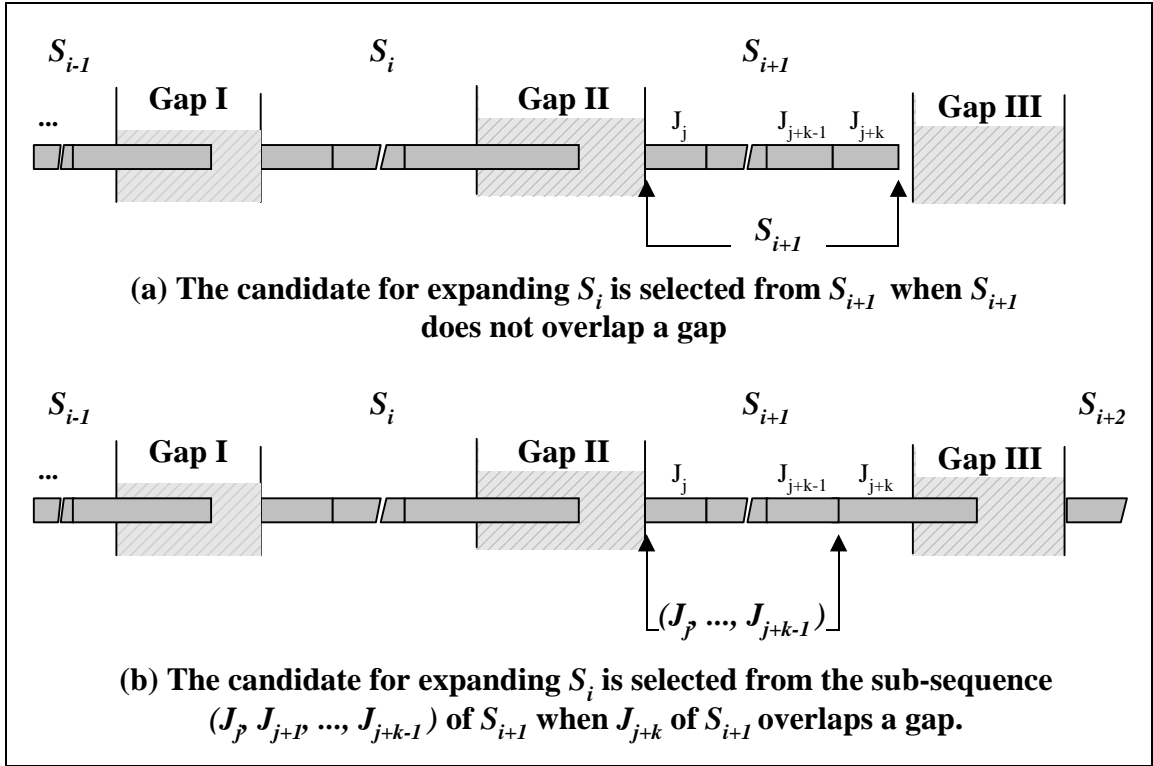 S_{i-1} S_i S_{i+1}
Gap I Gap II Gap III
... J_j J_{j+k-1} J_{j+k}
S_{i+1}
(a) The candidate for expanding S_i is selected from S_{i+1} when S_{i+1}
does not overlap a gap
S_{i-1} S_i S_{i+1} S_{i+2}
Gap I Gap II Gap III
... J_j J_{j+k-1} J_{j+k}
(J_j, ..., J_{j+k-1})
(b) The candidate for expanding S_i is selected from the sub-sequence
(J_j, J_{j+1}, ..., J_{j+k-1}) of S_{i+1} when J_{j+k} of S_{i+1} overlaps a gap.